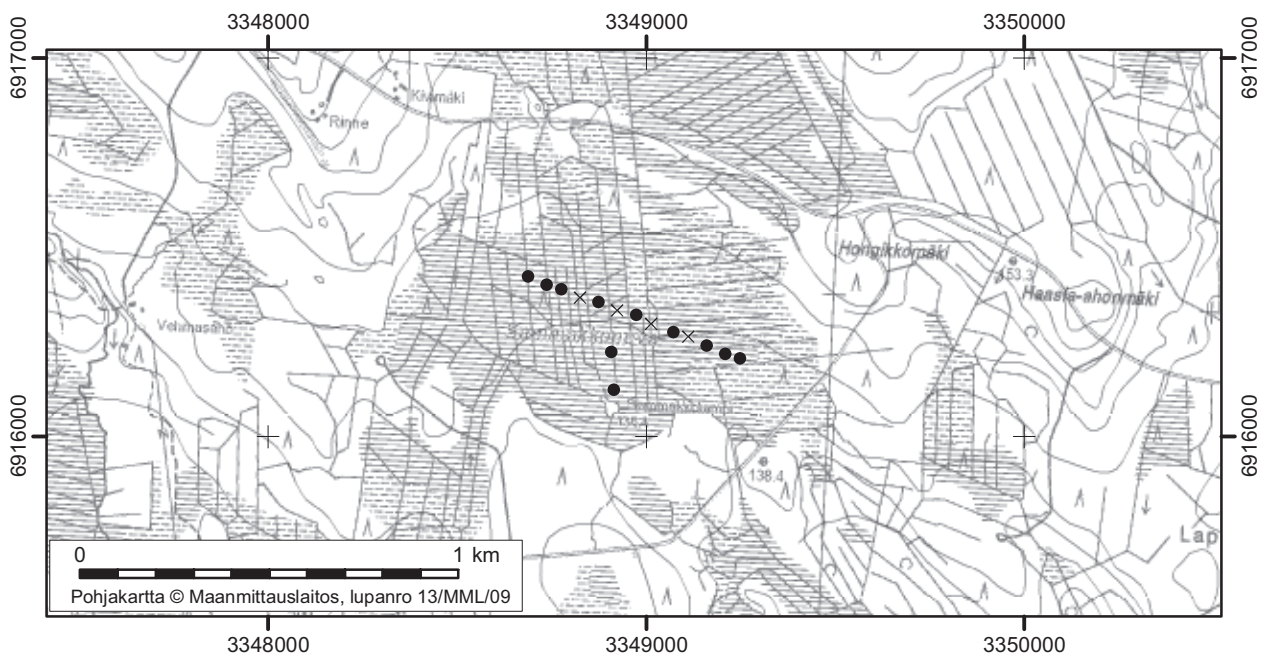 3348000 3349000 3350000
6917000 6917000
Kivimäki
Rinne
Hongikkomäki
153.3
Haasia-ahonmäki
Vehmasaho
6916000 6916000
138.4
Lap
0 1 km
Pohjakartta © Maanmittauslaitos, lupanro 13/MML/09
3348000 3349000 3350000